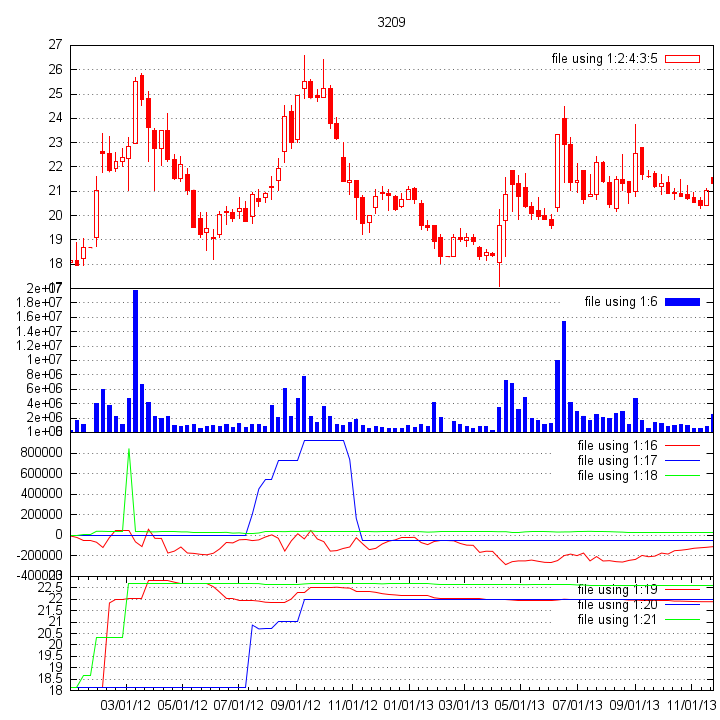 3209
27
file using 1:2:4:3:5
26
25
24
23
22
21
20
19
18
17
2e+07
file using 1:6
1.8e+07
1.6e+07
1.4e+07
1.2e+07
1e+07
8e+06
6e+06
4e+06
2e+06
1e+06
0
file using 1:16
800000
file using 1:17
600000
file using 1:18
400000
200000
0
-200000
-400000
23
22.5
file using 1:19
22
file using 1:20
21.5
file using 1:21
21
20.5
20
19.5
19
18.5
18
03/01/12 05/01/12 07/01/12 09/01/12 11/01/12 01/01/13 03/01/13 05/01/13 07/01/13 09/01/13 11/01/13